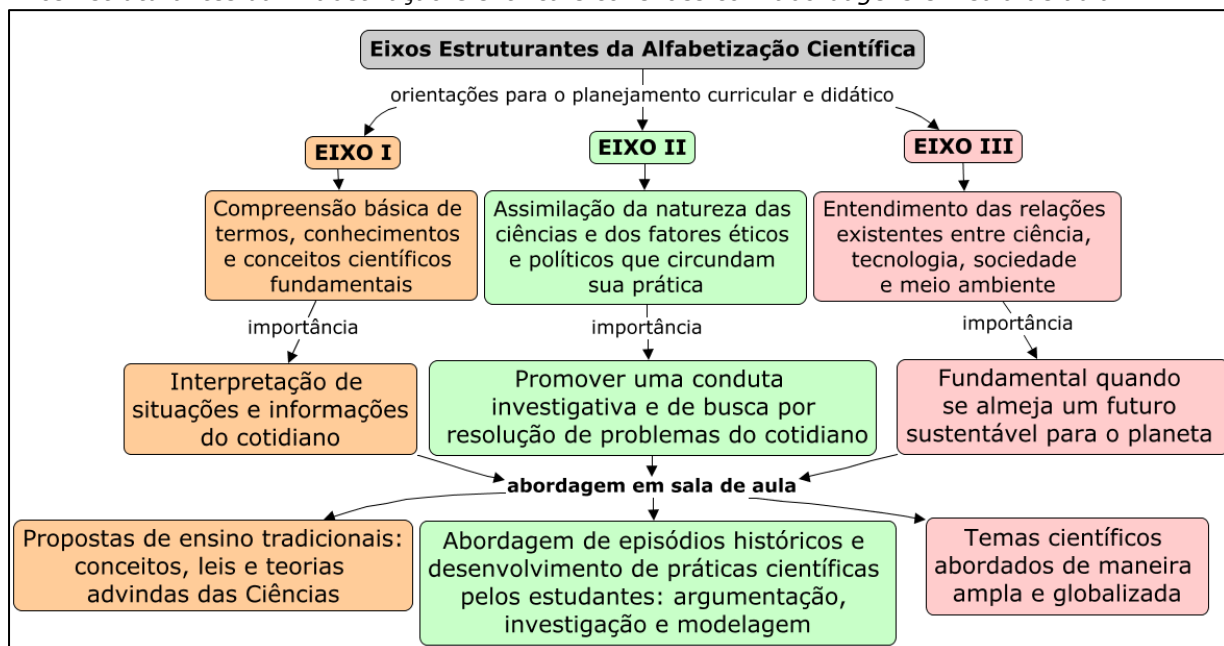 Eixos Estruturantes da Alfabetização Científica
orientações para o planejamento curricular e didático
EIXO I
EIXO II
EIXO III
Compreensão básica de
termos, conhecimentos
e conceitos científicos
fundamentais
Assimilação da natureza das
ciências e dos fatores éticos
e políticos que circundam
sua prática
Entendimento das relações
existentes entre ciência,
tecnologia, sociedade
e meio ambiente
importância
importância
importância
Interpretação de
situações e informações
do cotidiano
Promover uma conduta
investigativa e de busca por
resolução de problemas do cotidiano
Fundamental quando
se almeja um futuro
sustentável para o planeta
abordagem em sala de aula
Propostas de ensino tradicionais:
conceitos, leis e teorias
advindas das Ciências
Abordagem de episódios históricos e
desenvolvimento de práticas científicas
pelos estudantes: argumentação,
investigação e modelagem
Temas científicos
abordados de maneira
ampla e globalizada